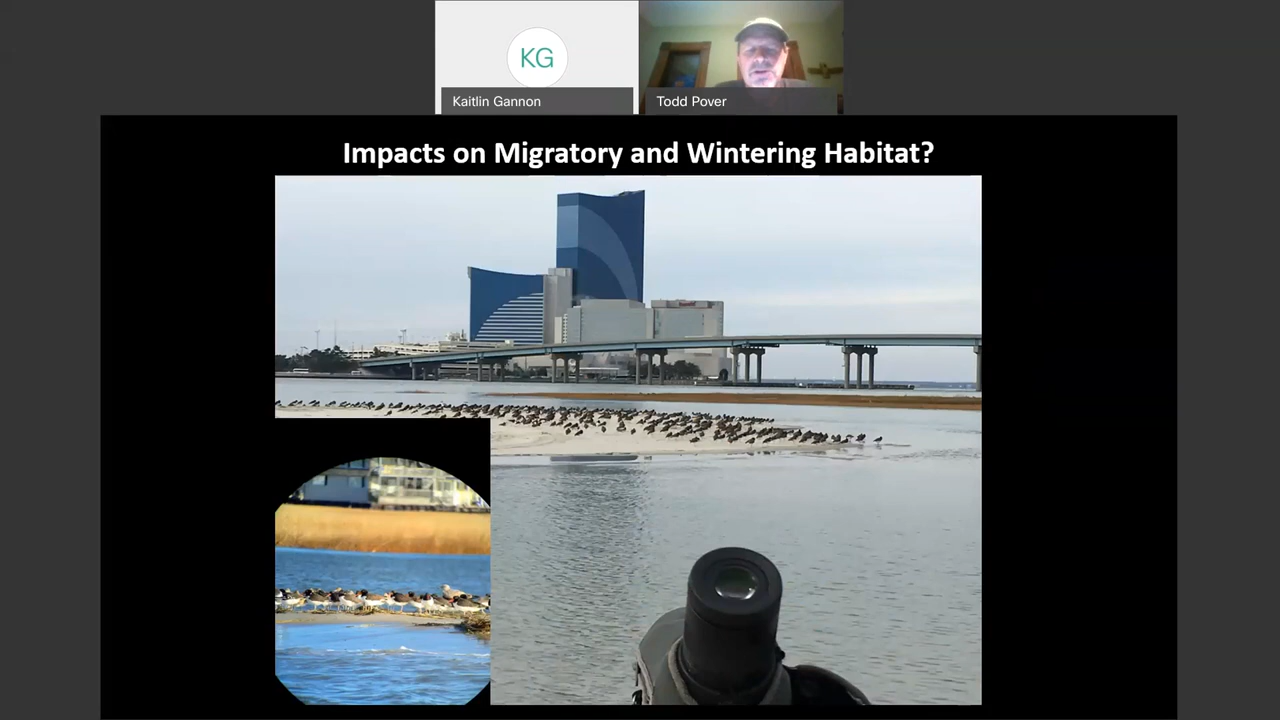 KG
Kaitlin Gannon
Todd Pover
Impacts on Migratory and Wintering Habitat?